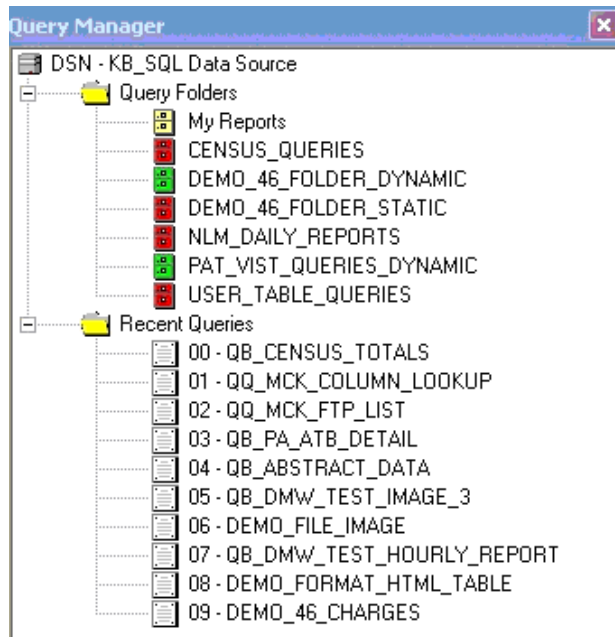 Query Manager
DSN - KB_SQL Data Source
Query Folders
My Reports
CENSUS_QUERIES
DEMO_46_FOLDER_DYNAMIC
DEMO_46_FOLDER_STATIC
NLM_DAILY_REPORTS
PAT_VIST_QUERIES_DYNAMIC
USER_TABLE_QUERIES
Recent Queries
00 - QB_CENSUS_TOTALS
01 - QQ_MCK_COLUMN_LOOKUP
02 - QQ_MCK_FTP_LIST
03 - QB_PA_ATB_DETAIL
04 - QB_ABSTRACT_DATA
05 - QB_DMW_TEST_IMAGE_3
06 - DEMO_FILE_IMAGE
07 - QB_DMW_TEST_HOURLY_REPORT
08 - DEMO_FORMAT_HTML_TABLE
09 - DEMO_46_CHARGES